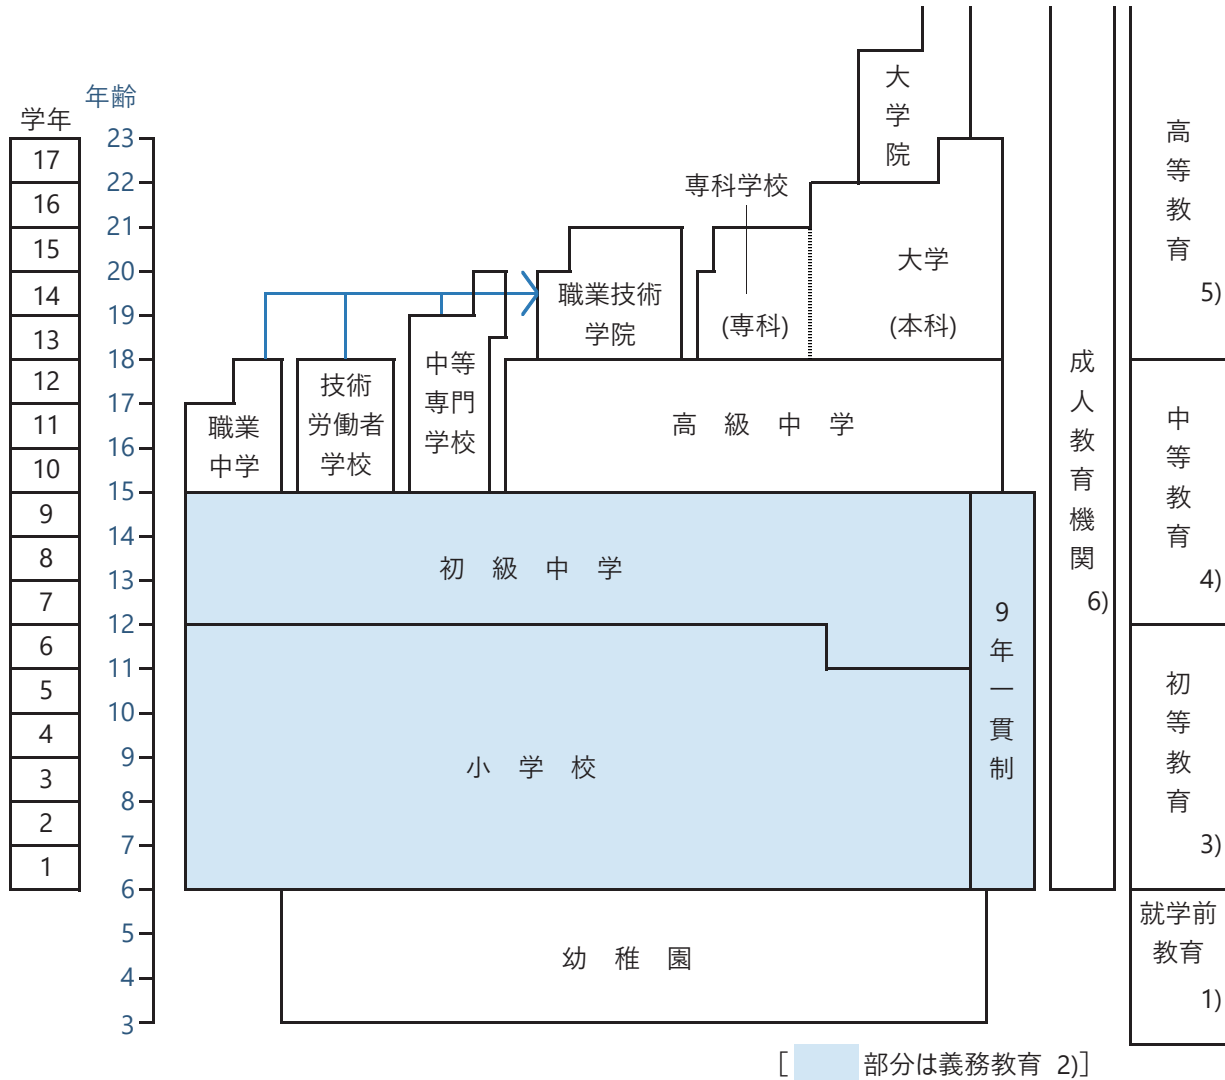 年齢
学年
23
22
21
20
19
18
17
16
15
14
13
12
11
10
9
8
7
6
5
4
3
17
16
15
14
13
12
11
10
9
8
7
6
5
4
3
2
1
大学院
専科学校
(専科)
大学
(本科)
職業技術
学院
中等
専門
学校
技術
労働者
学校
職業
中学
高級中学
初級中学
小学校
9年一貫制
幼稚園
成人教育機関
6)
高等教育
5)
中等教育
4)
初等教育
3)
就学前
教育
1)
[ 部分は義務教育 2)]